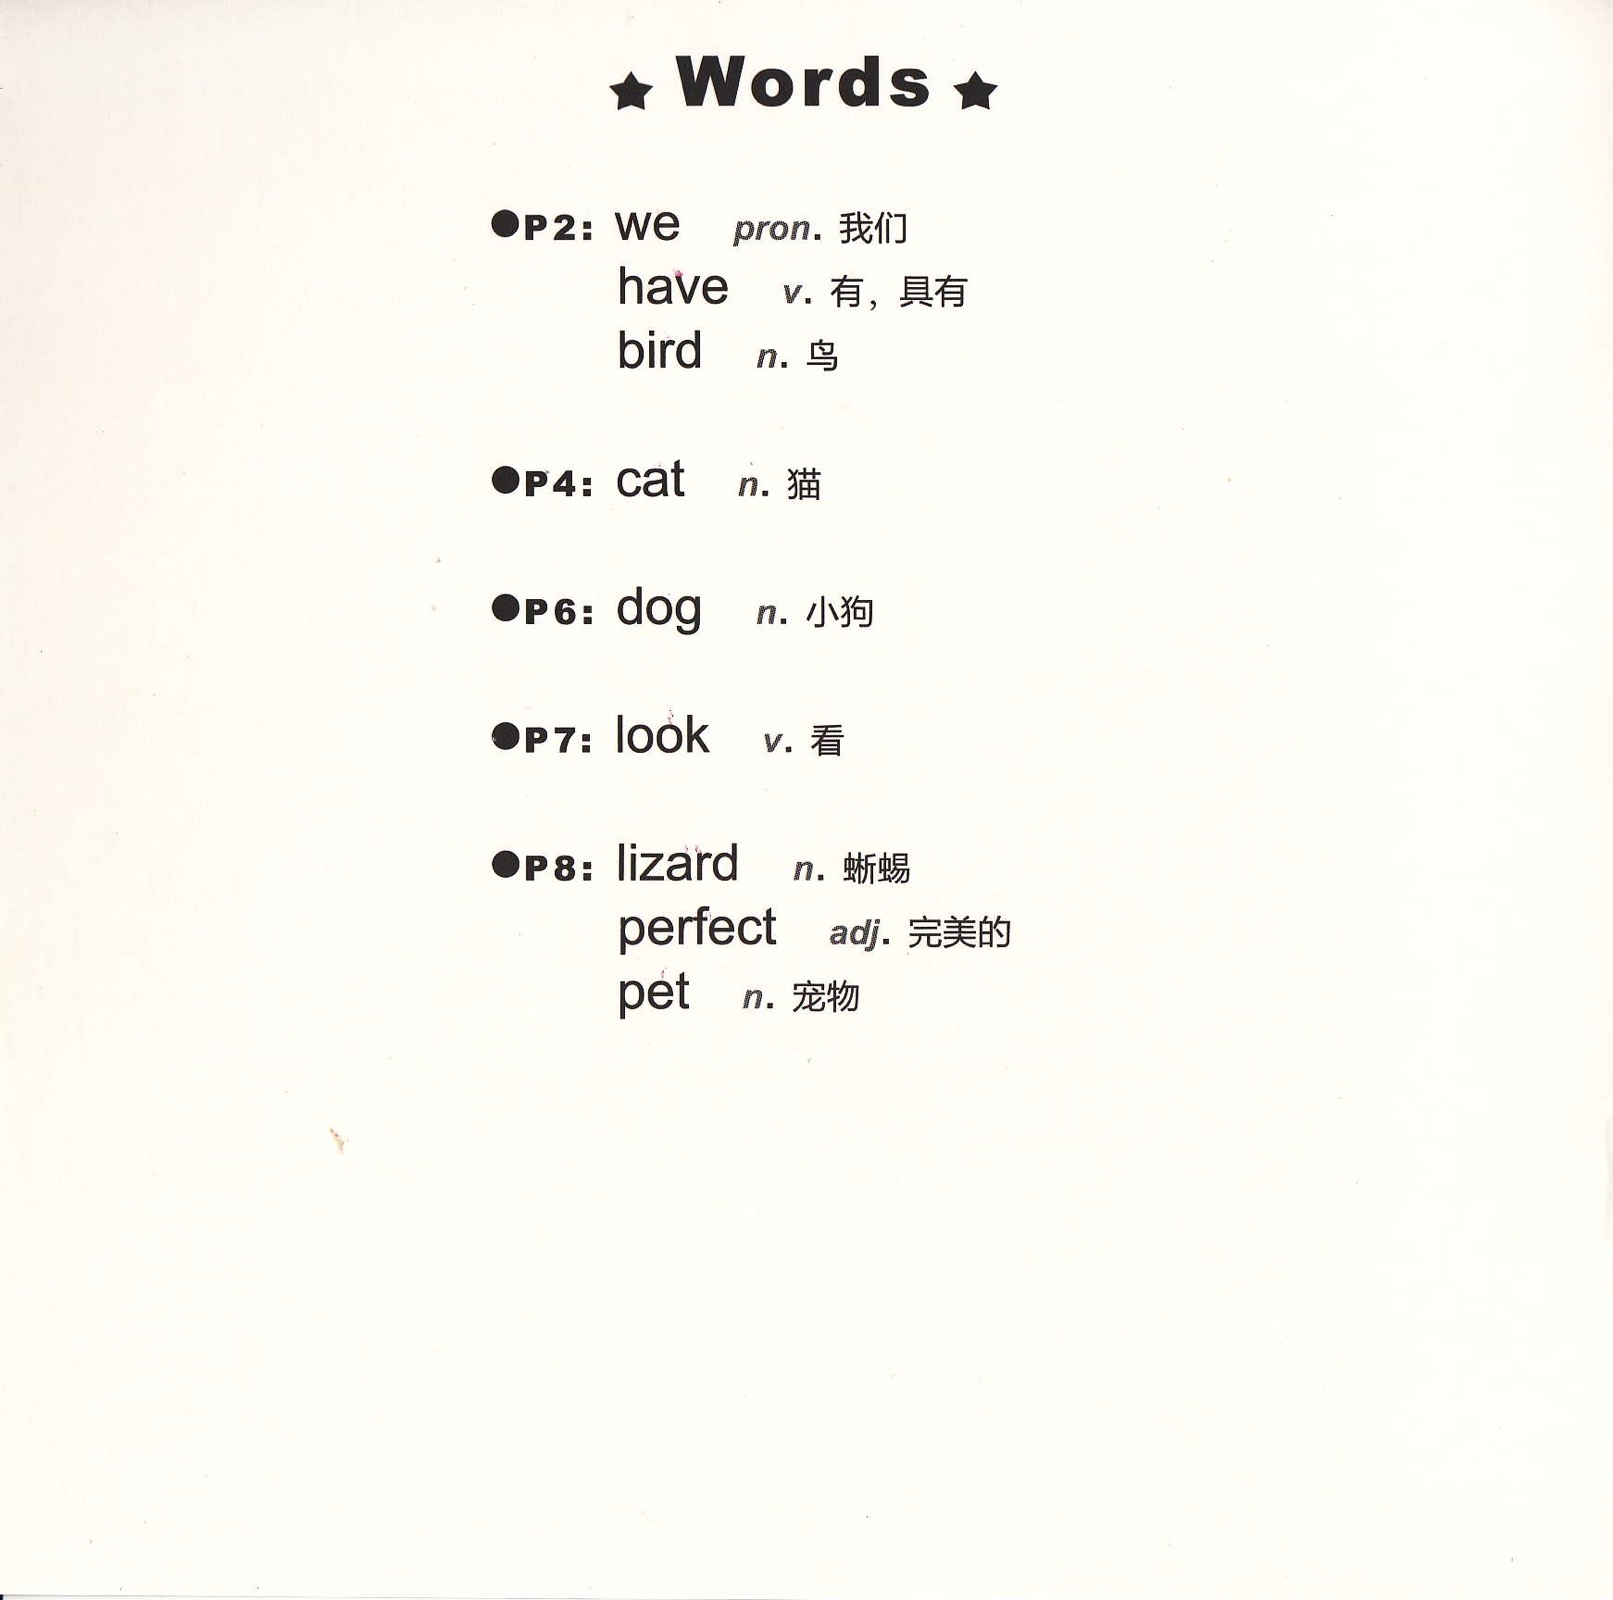 ★ Words ★
●P2: we pron. 我们
have v. 有，具有
bird n. 鸟
●P4: cat n. 猫
●P6: dog n. 小狗
●P7: look v. 看
●P8: lizard n. 蜥蜴
perfect adj. 完美的
pet n. 宠物